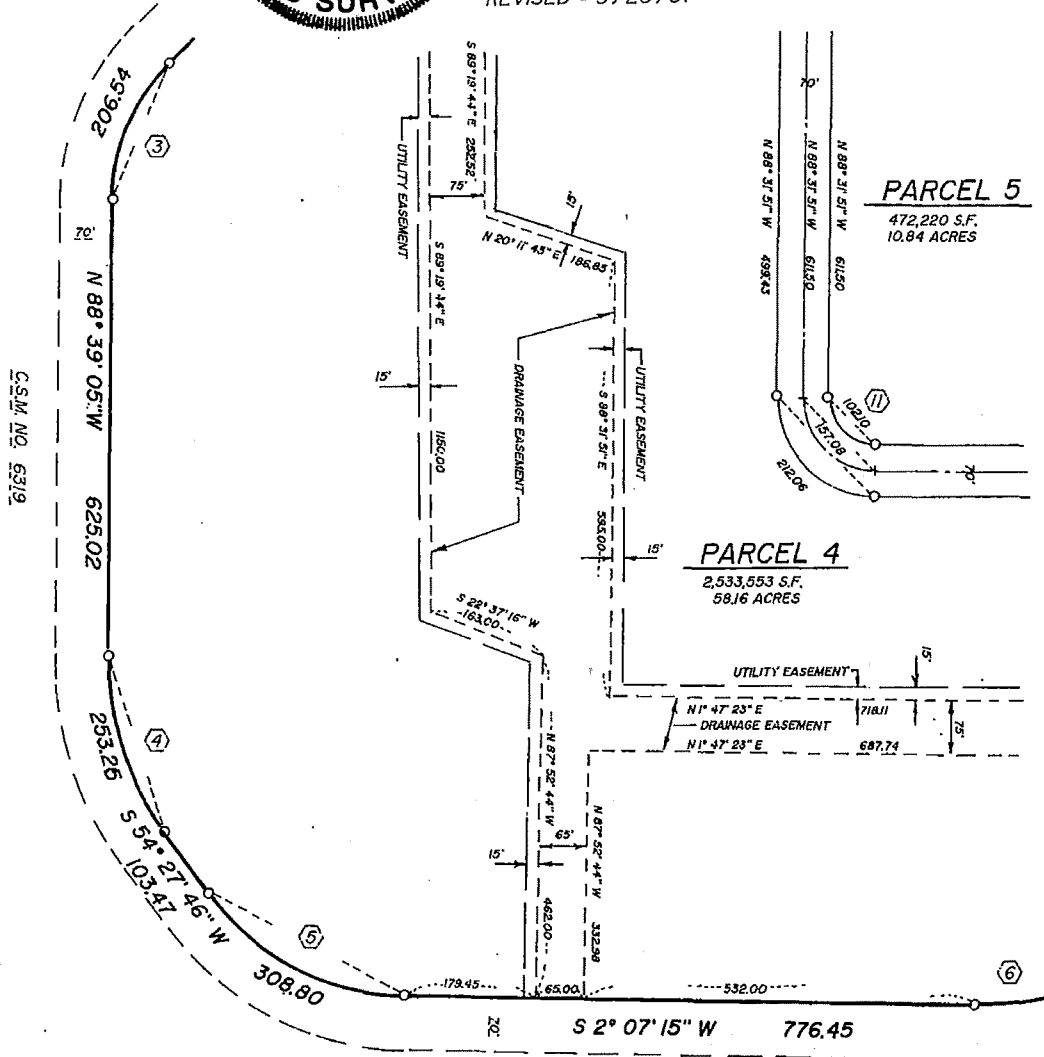 SURV
REVISED
206.54
3
70'
N 88° 39' 05" W 625.02
C.S.M. NO. 6319
253.26
4
S 54° 27' 46" W
103.47
5
308.80
UTILITY EASEMENT
S 89° 19' 44" E 252.52'
75'
15'
N 20° 11' 43" E 186.85
S 89° 19' 44" E 1150.00
15'
DRAINAGE EASEMENT
UTILITY EASEMENT
S 88° 31' 51" E 595.00
15'
S 22° 37' 16" W
163.00
N 87° 52' 44" W 462.00
65'
15'
N 87° 52' 44" W 332.98
70'
N 88° 31' 51" W 499.43
N 88° 31' 51" W 611.50
N 88° 31' 51" W 611.50
PARCEL 5
472,220 S.F.
10.84 ACRES
11
102.10
157.08
212.06
70'
PARCEL 4
2,533,553 S.F.
58.16 ACRES
UTILITY EASEMENT
15'
N 1° 47' 23" E 718.11
DRAINAGE EASEMENT
N 1° 47' 23" E 687.74
75'
179.45 65.00 532.00
6
70'
S 2° 07' 15" W 776.45